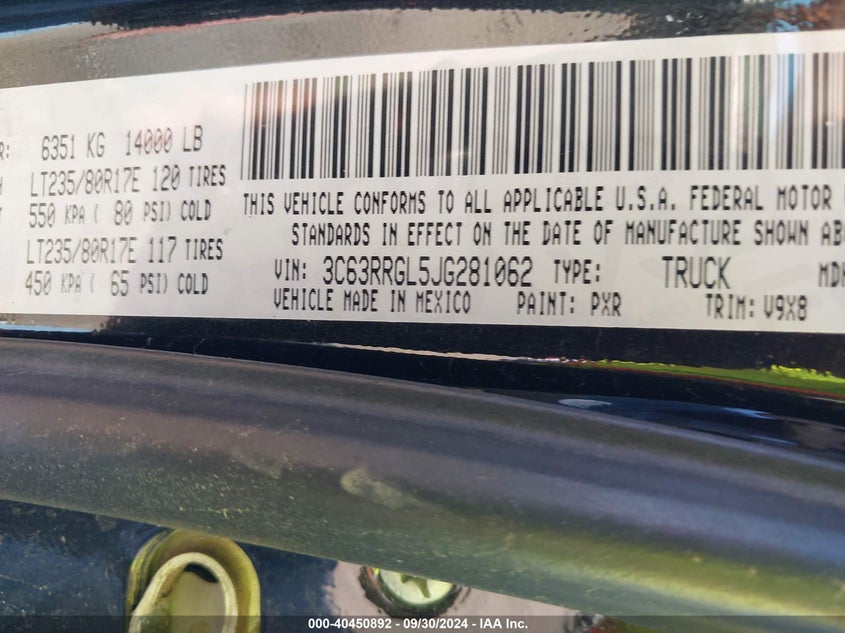 R: 6351 KG 14000 LB
LT235/80R17E 120 TIRES
550 KPA ( 80 PSI) COLD
LT235/80R17E 117 TIRES
450 KPA ( 65 PSI) COLD
THIS VEHICLE CONFORMS TO ALL APPLICABLE U.S.A. FEDERAL MOTOR
STANDARDS IN EFFECT ON THE DATE OF MANUFACTURE SHOWN AB
VIN: 3C63RRGL5JG281062 TYPE: TRUCK MD
VEHICLE MADE IN MEXICO PAINT: PXR TRIM: V9X8
000-40450892 - 09/30/2024 - IAA Inc.